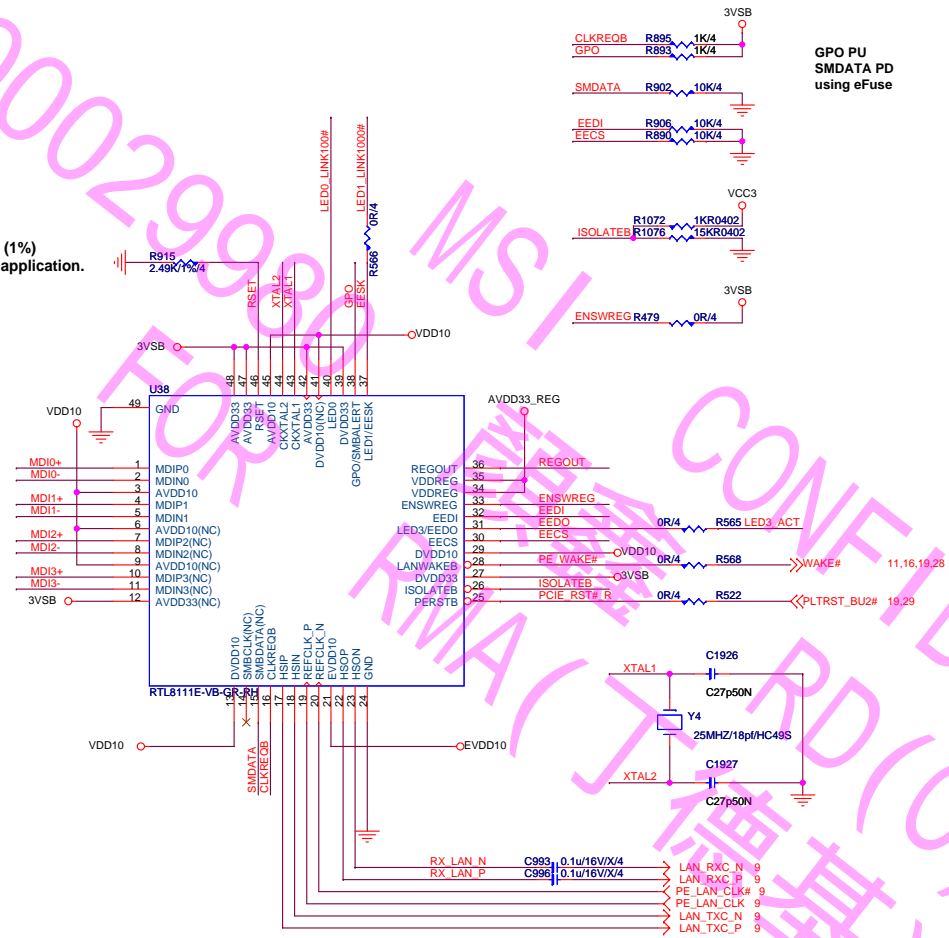 3VSB
CLKREQB R895 1K/4
GPO R893 1K/4
GPO PU
SMDATA PD
using eFuse
SMDATA R902 10K/4
EEDI R906 10K/4
EECS R890 10K/4
VCC3
R1072 1KR0402
ISOLATEB R1076 15KR0402
3VSB
ENSWREG R479 0R/4
LED0_LINK100#
LED1_LINK1000#
0R/4
R566
(1%)
application.
R915
2.49K/1%/4
RSET
XTAL2
XTAL1
GPO
EESK
VDD10
3VSB
48
47
46
45
44
43
42
41
40
39
38
37
U38
VDD10
49 GND
AVDD33
AVDD33
RSET
AVDD10
CKXTAL2
CKXTAL1
AVDD33
DVDD10(NC)
LED0
DVDD33
GPO/SMBALERT
LED1/EESK
AVDD33_REG
MDI0+ 1 MDIP0
MDI0- 2 MDIN0
3 AVDD10
MDI1+ 4 MDIP1
MDI1- 5 MDIN1
6 AVDD10(NC)
MDI2+ 7 MDIP2(NC)
MDI2- 8 MDIN2(NC)
9 AVDD10(NC)
MDI3+ 10 MDIP3(NC)
MDI3- 11 MDIN3(NC)
3VSB 12 AVDD33(NC)
REGOUT 36 REGOUT
VDDREG 35
VDDREG 34
ENSWREG 33 ENSWREG
EEDI 32 EEDI
LED3/EEDO 31 EEDO 0R/4 R565 LED3_ACT
EECS 30 EECS
DVDD10 29 VDD10
LANWAKEB 28 PE_WAKE# 0R/4 R568 WAKE# 11,16,19,28
DVDD33 27 3VSB
ISOLATEB 26 ISOLATEB
PERSTB 25 PCIE_RST#_R 0R/4 R522 PLTRST_BU2# 19,29
DVDD10
SMBCLK(NC)
SMBDATA(NC)
CLKREQB
HSIP
HSIN
REFCLK_P
REFCLK_N
EVDD10
HSOP
HSON
GND
RTL8111E-VB-GR-RH
13
14
15
16
17
18
19
20
21
22
23
24
VDD10
EVDD10
SMDATA
CLKREQB
XTAL1
C1926
C27p50N
Y4
25MHZ/18pf/HC49S
XTAL2
C1927
C27p50N
RX_LAN_N C993 0.1u/16V/X/4 LAN_RXC_N 9
RX_LAN_P C996 0.1u/16V/X/4 LAN_RXC_P 9
PE_LAN_CLK# 9
PE_LAN_CLK 9
LAN_TXC_N 9
LAN_TXC_P 9
MSI
FOR
RMA(